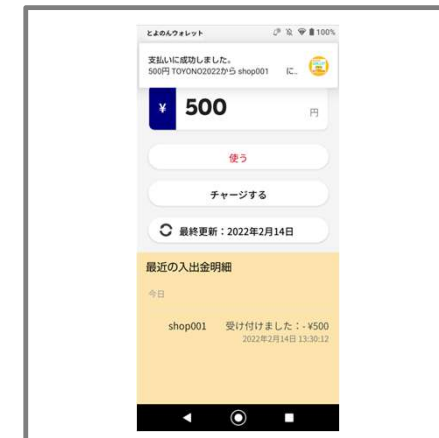 とよのんウォレット 100%
支払いに成功しました。
500円 TOYONO2022から shop001 に..
¥ 500 円
使う
チャージする
最終更新：2022年2月14日
最近の入出金明細
今日
shop001 受け付けました：- ¥500
2022年2月14日 13:30:12